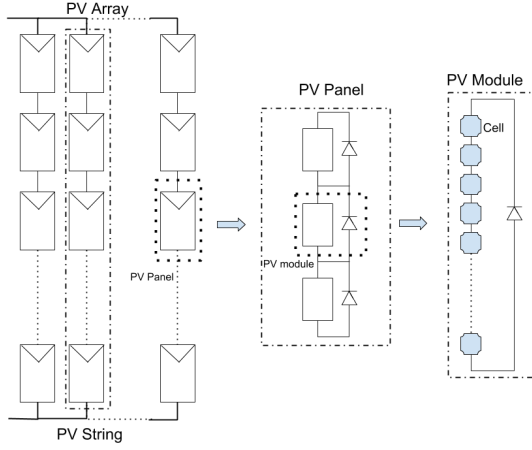 PV Array
PV Panel
PV String
PV Panel
PV module
PV Module
Cell